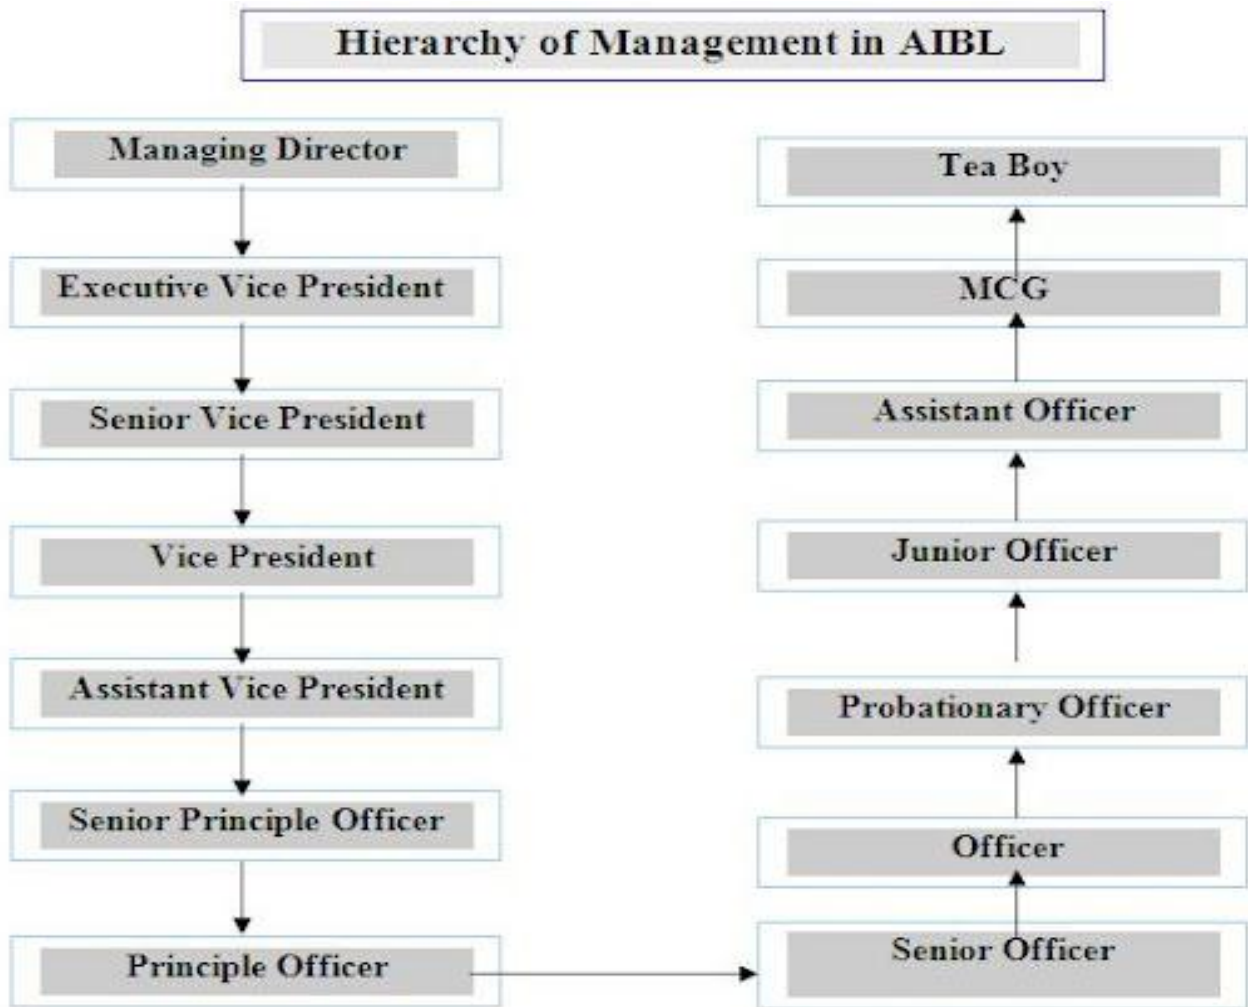 Hierarchy of Management in AIBL
Managing Director
Executive Vice President
Senior Vice President
Vice President
Assistant Vice President
Senior Principle Officer
Principle Officer
Senior Officer
Officer
Probationary Officer
Junior Officer
Assistant Officer
MCG
Tea Boy